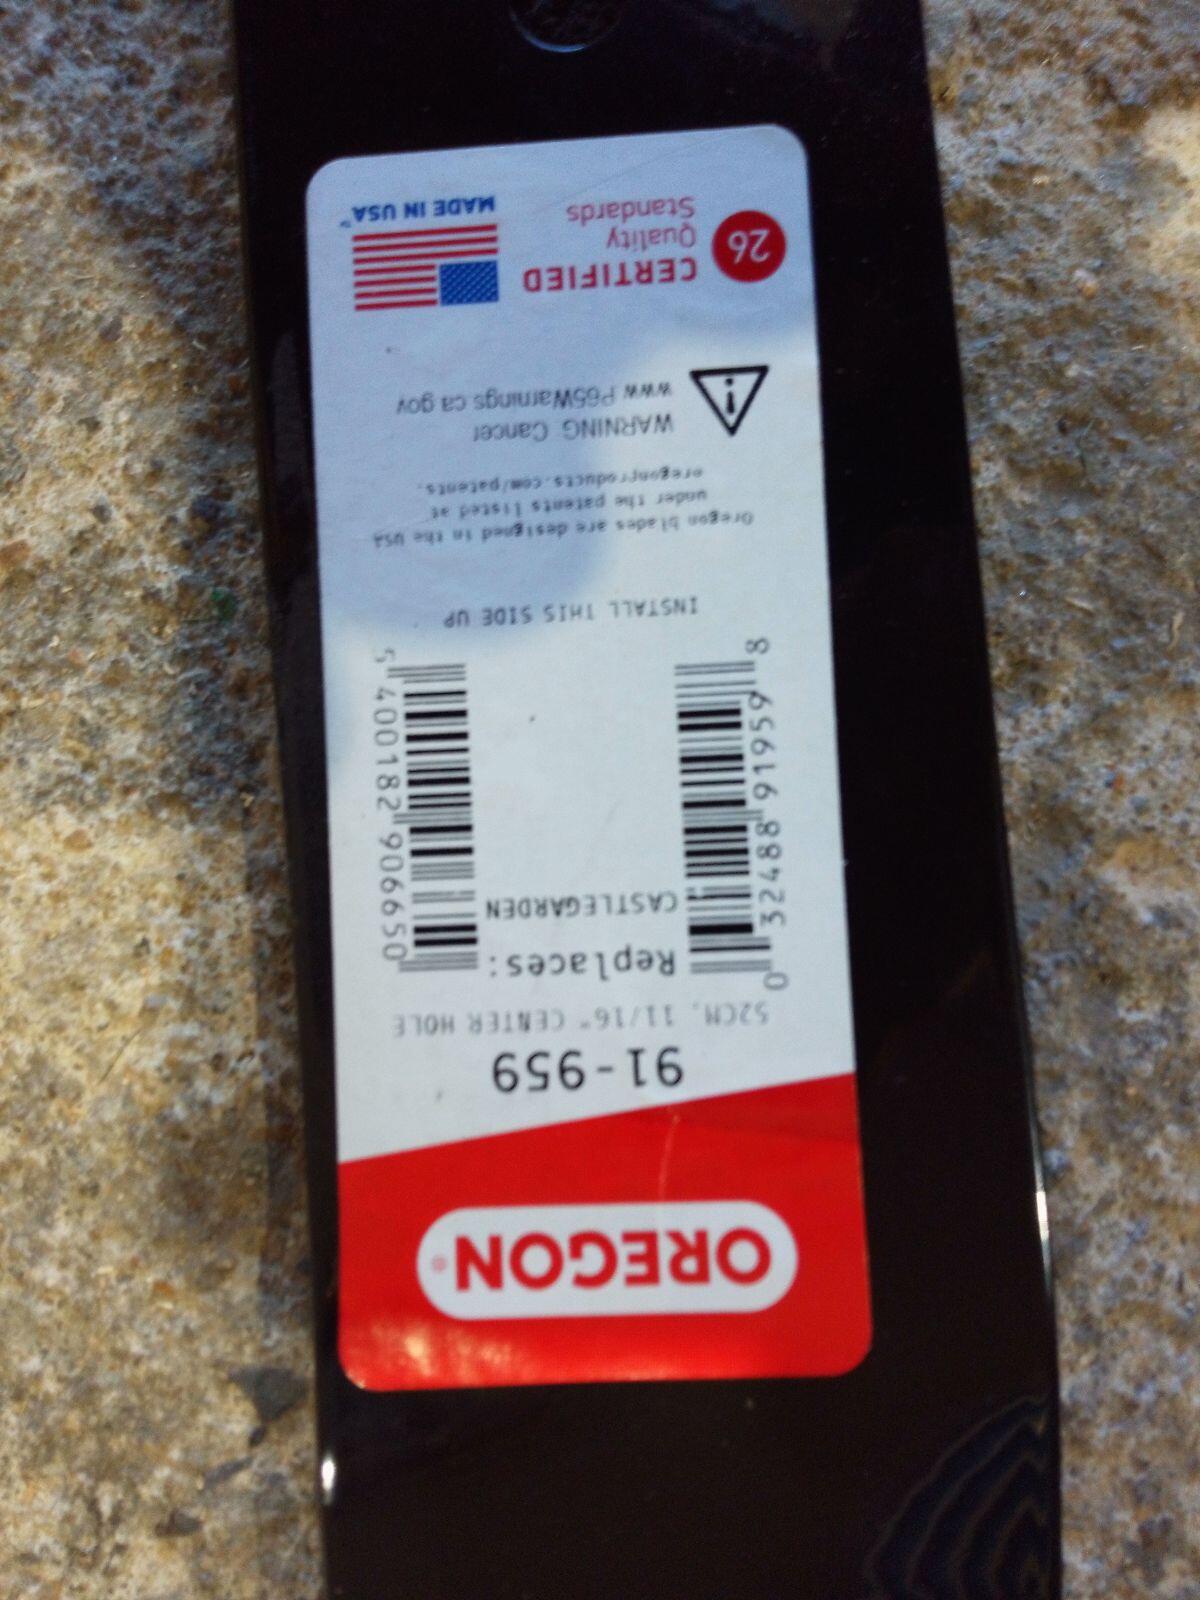 OREGON®
91-959
52CM, 11/16" CENTER HOLE
Replaces:
CASTLEGARDEN
0 32488 91959 8
5 400182 906650
INSTALL THIS SIDE UP
Oregon blades are designed in the USA
under the patents listed at
oregonproducts.com/patents.
WARNING Cancer
www.P65Warnings.ca.gov
26
CERTIFIED
Quality
Standards
MADE IN USA™